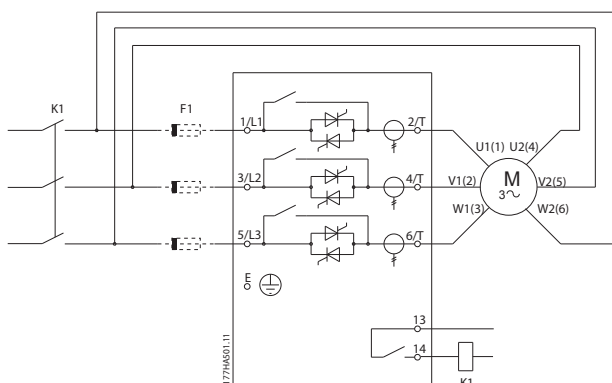 K1
F1
1/L1
2/T
U1(1) U2(4)
3/L2
4/T
V1(2)
M
3
V2(5)
W1(3)
W2(6)
5/L3
6/T
E
13
14
K1
177HA501.11